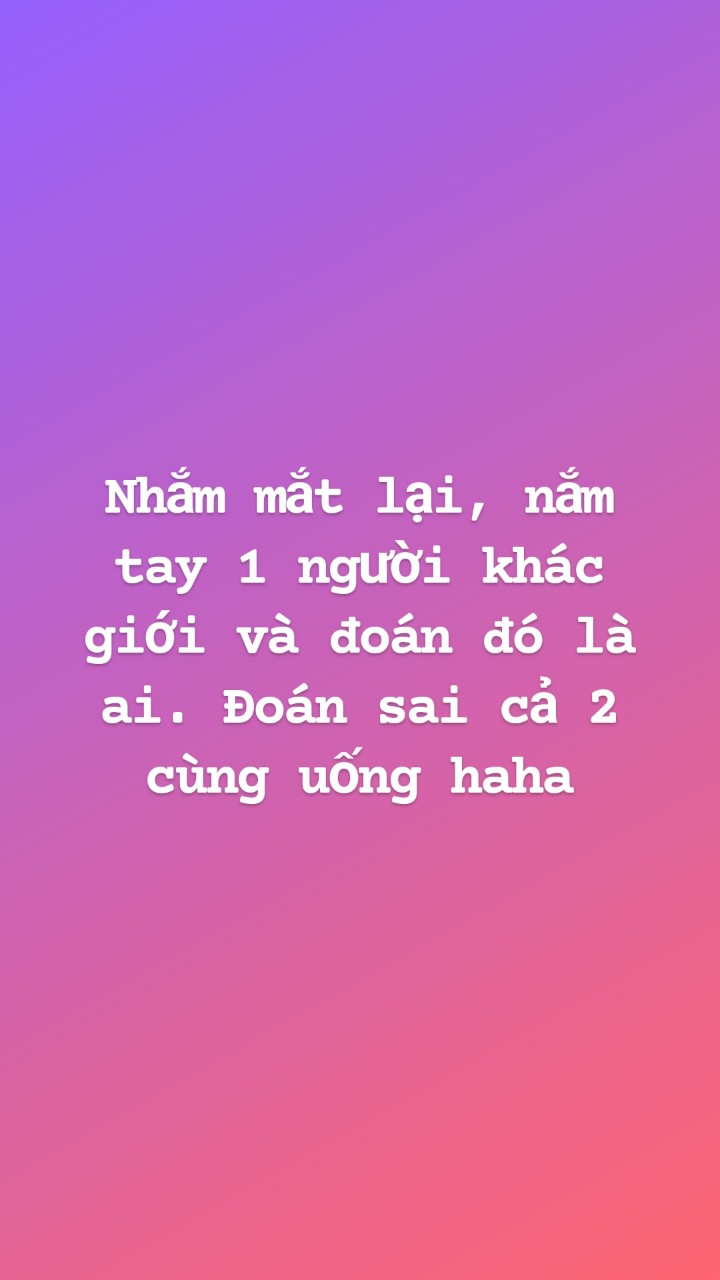 Nhắm mắt lại, nắm
tay 1 người khác
giới và đoán đó là
ai. Đoán sai cả 2
cùng uống haha